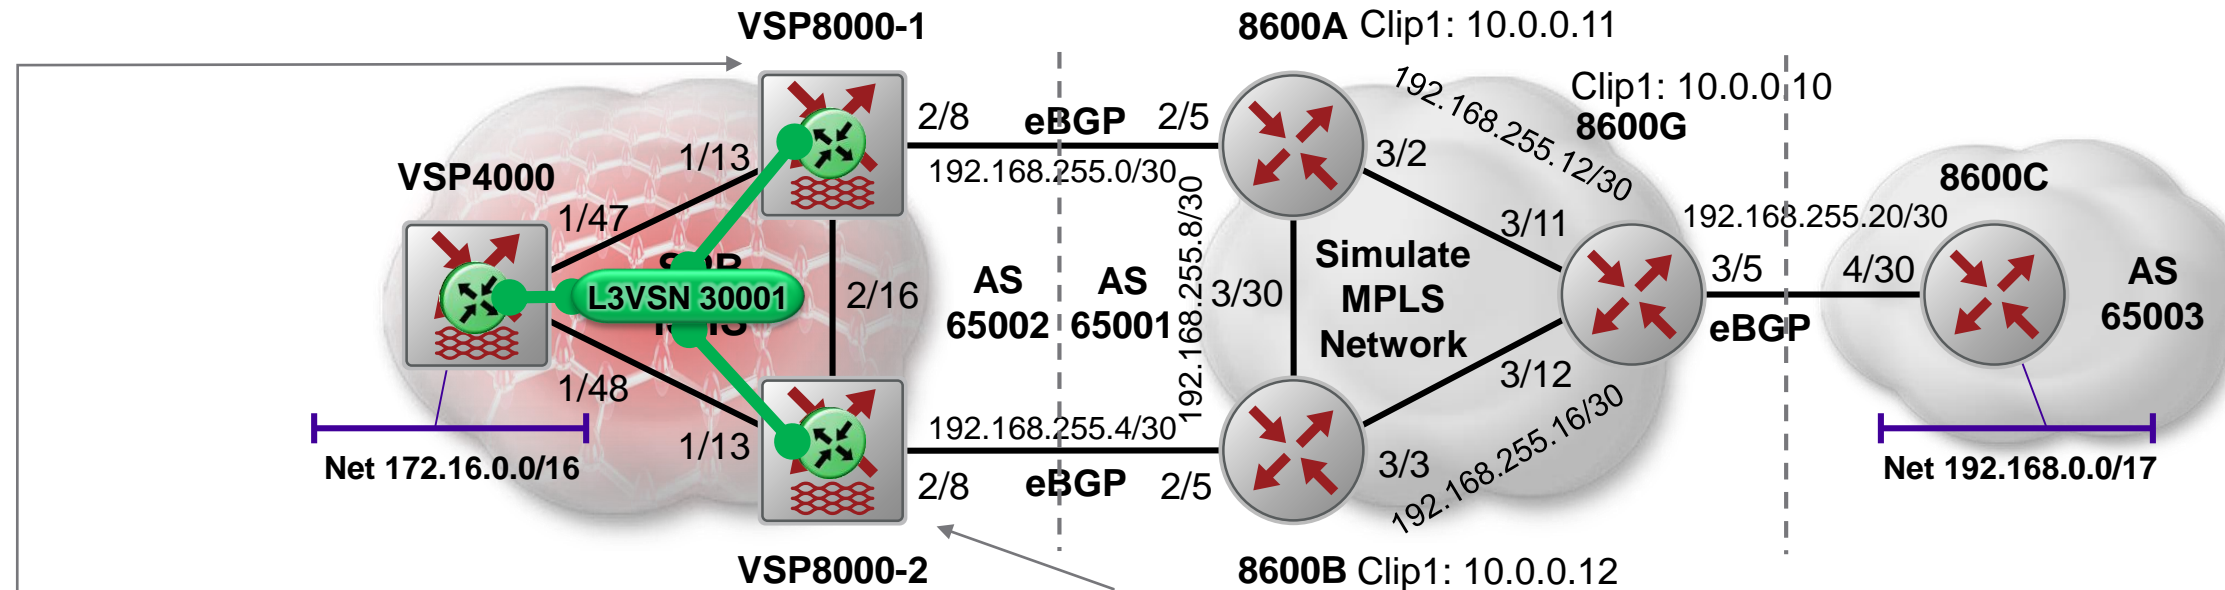 VSP8000-1
8600A Clip1: 10.0.0.11
Clip1: 10.0.0.10
8600G
192.168.255.12/30
2/8
eBGP
2/5
192.168.255.0/30
1/13
3/2
VSP4000
8600C
1/47
192.168.255.8/30
3/11
192.168.255.20/30
Simulate
MPLS
Network
L3VSN 30001
2/16
AS
65002
AS
65001
3/30
3/5
4/30
eBGP
AS
65003
1/48
3/12
192.168.255.16/30
1/13
192.168.255.4/30
3/3
Net 172.16.0.0/16
Net 192.168.0.0/17
2/8
eBGP
2/5
VSP8000-2
8600B Clip1: 10.0.0.12